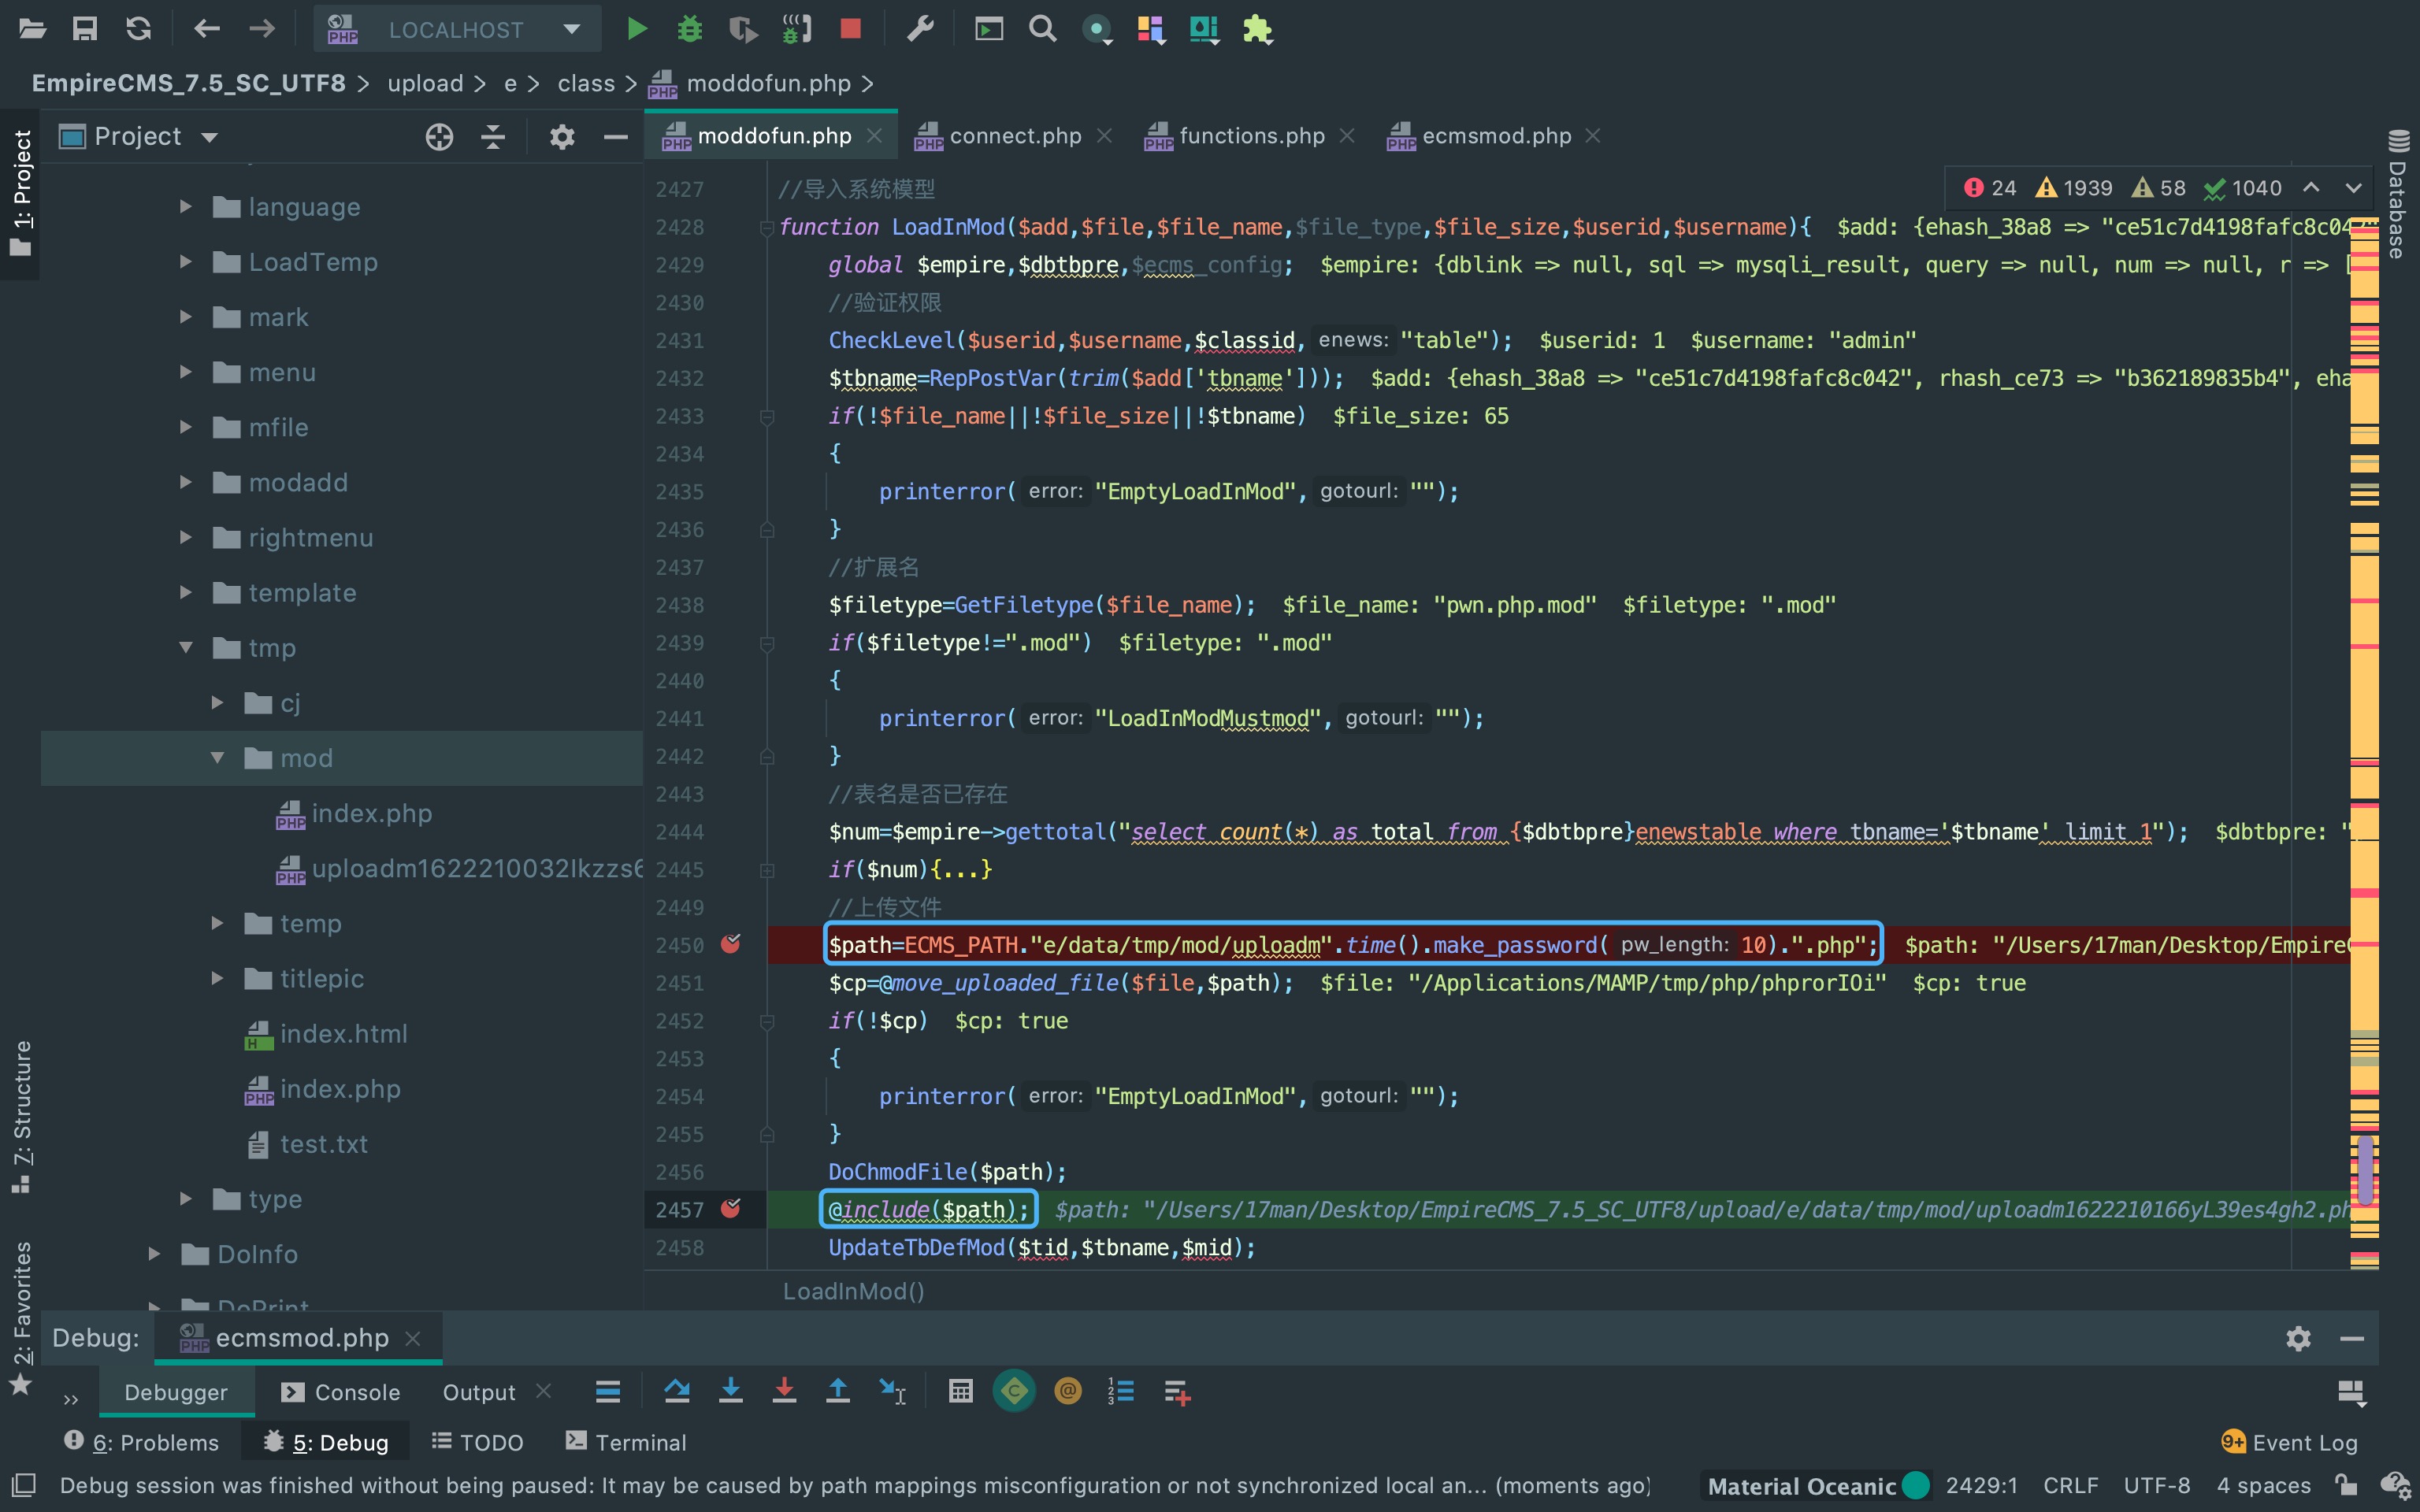 LOCALHOST
EmpireCMS_7.5_SC_UTF8 > upload > e > class > moddofun.php >
1: Project
Project
moddofun.php
connect.php
functions.php
ecmsmod.php
Database
24 1939 58 1040
language
LoadTemp
mark
menu
mfile
modadd
rightmenu
template
tmp
cj
mod
index.php
uploadm1622210032lkzzs6
temp
titlepic
index.html
index.php
test.txt
type
DoInfo
DoPrint
2427 //导入系统模型
2428 function LoadInMod($add,$file,$file_name,$file_type,$file_size,$userid,$username){ $add: {ehash_38a8 => "ce51c7d4198fafc8c04
2429 global $empire,$dbtbpre,$ecms_config; $empire: {dblink => null, sql => mysqli_result, query => null, num => null, r => [
2430 //验证权限
2431 CheckLevel($userid,$username,$classid, enews: "table"); $userid: 1 $username: "admin"
2432 $tbname=RepPostVar(trim($add['tbname'])); $add: {ehash_38a8 => "ce51c7d4198fafc8c042", rhash_ce73 => "b362189835b4", eha
2433 if(!$file_name||!$file_size||!$tbname) $file_size: 65
2434 {
2435 printerror( error: "EmptyLoadInMod", gotourl: "");
2436 }
2437 //扩展名
2438 $filetype=GetFiletype($file_name); $file_name: "pwn.php.mod" $filetype: ".mod"
2439 if($filetype!=".mod") $filetype: ".mod"
2440 {
2441 printerror( error: "LoadInModMustmod", gotourl: "");
2442 }
2443 //表名是否已存在
2444 $num=$empire->gettotal("select count(*) as total from {$dbtbpre}enewstable where tbname='$tbname' limit 1"); $dbtbpre: "
2445 if($num){...}
2449 //上传文件
2450 $path=ECMS_PATH."e/data/tmp/mod/uploadm".time().make_password( pw_length: 10).".php"; $path: "/Users/17man/Desktop/Empire
2451 $cp=@move_uploaded_file($file,$path); $file: "/Applications/MAMP/tmp/php/phprorIOi" $cp: true
2452 if(!$cp) $cp: true
2453 {
2454 printerror( error: "EmptyLoadInMod", gotourl: "");
2455 }
2456 DoChmodFile($path);
2457 @include($path); $path: "/Users/17man/Desktop/EmpireCMS_7.5_SC_UTF8/upload/e/data/tmp/mod/uploadm1622210166yL39es4gh2.ph
2458 UpdateTbDefMod($tid,$tbname,$mid);
LoadInMod()
7: Structure
2: Favorites
Debug: ecmsmod.php
Debugger Console Output
6: Problems 5: Debug TODO Terminal 9+ Event Log
Debug session was finished without being paused: It may be caused by path mappings misconfiguration or not synchronized local an... (moments ago) Material Oceanic 2429:1 CRLF UTF-8 4 spaces